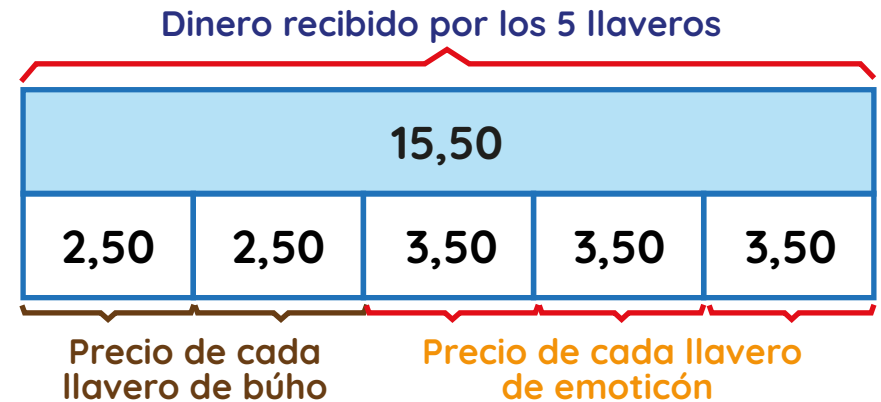 Dinero recibido por los 5 llaveros
15,50
2,50 2,50 3,50 3,50 3,50
Precio de cada
llavero de búho
Precio de cada llavero
de emoticón